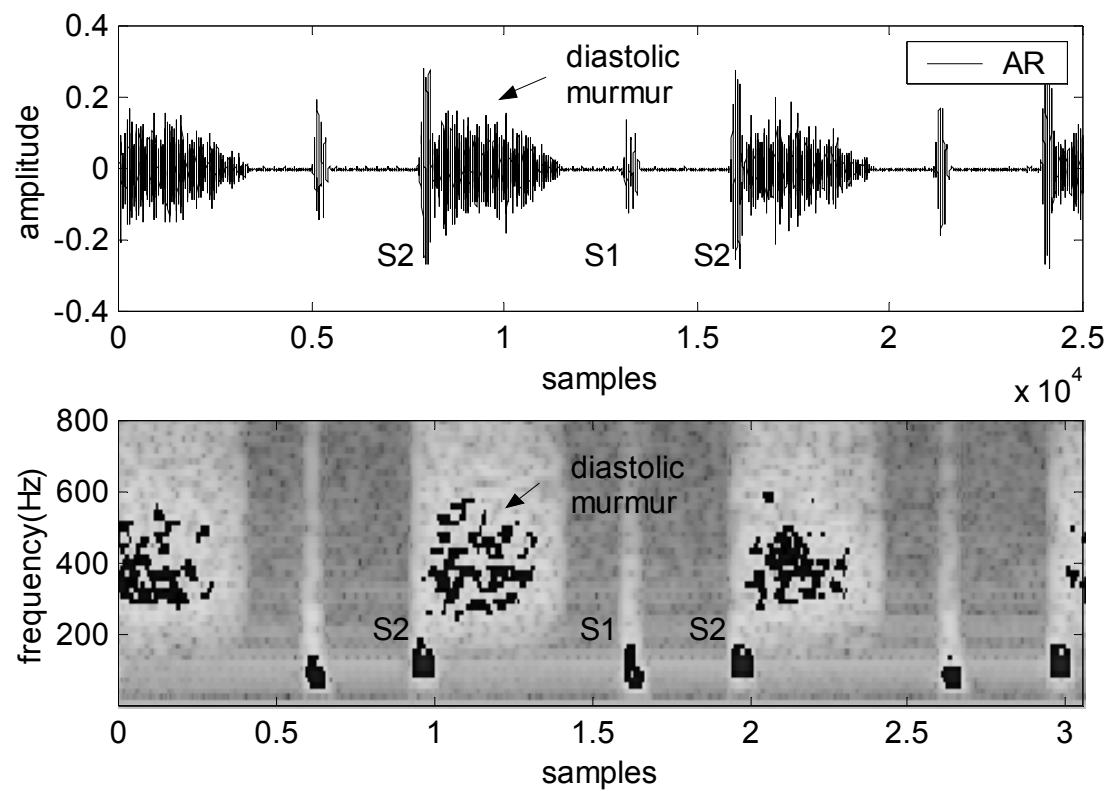 0.4
diastolic
murmur
AR
0.2
0
-0.2
-0.4
amplitude
S2
S1
S2
0
0.5
1
1.5
2
2.5
samples
x 10^4
800
600
400
200
frequency(Hz)
diastolic
murmur
S2
S1
S2
0
0.5
1
1.5
2
2.5
3
samples